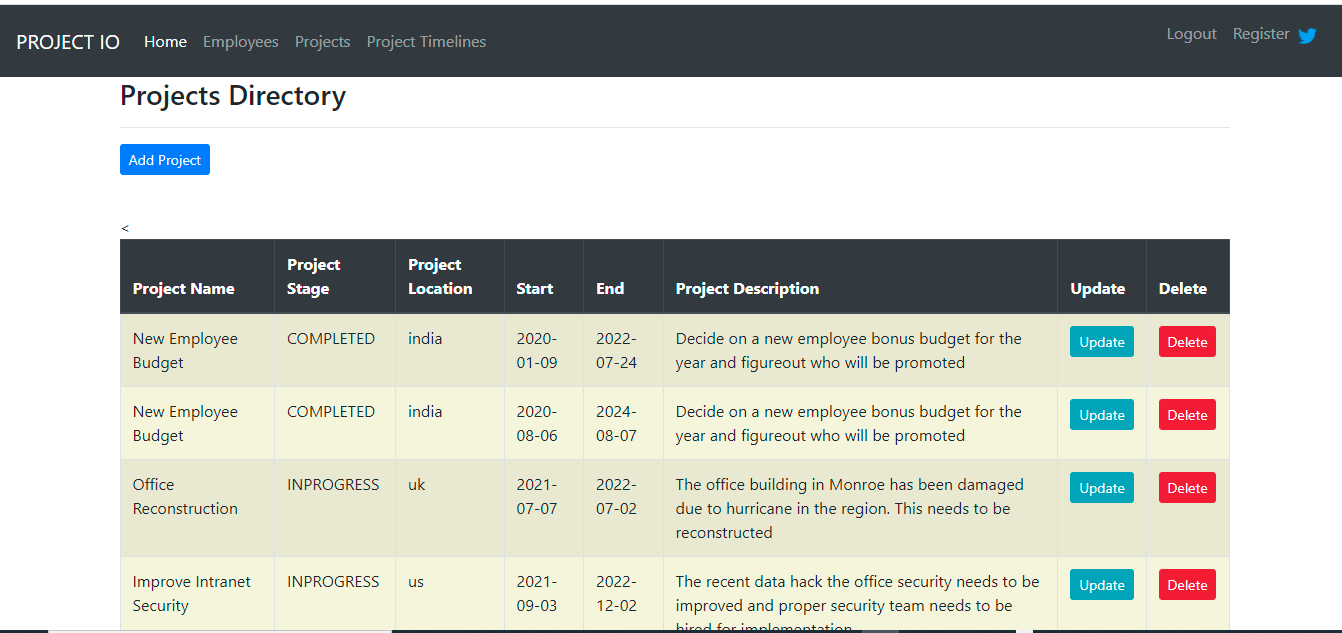 PROJECT IO Home Employees Projects Project Timelines Logout Register
Projects Directory
Add Project
<
Project Name Project Stage Project Location Start End Project Description Update Delete
New Employee Budget COMPLETED india 2020-01-09 2022-07-24 Decide on a new employee bonus budget for the year and figureout who will be promoted Update Delete
New Employee Budget COMPLETED india 2020-08-06 2024-08-07 Decide on a new employee bonus budget for the year and figureout who will be promoted Update Delete
Office Reconstruction INPROGRESS uk 2021-07-07 2022-07-02 The office building in Monroe has been damaged due to hurricane in the region. This needs to be reconstructed Update Delete
Improve Intranet Security INPROGRESS us 2021-09-03 2022-12-02 The recent data hack the office security needs to be improved and proper security team needs to be hired for implementation Update Delete